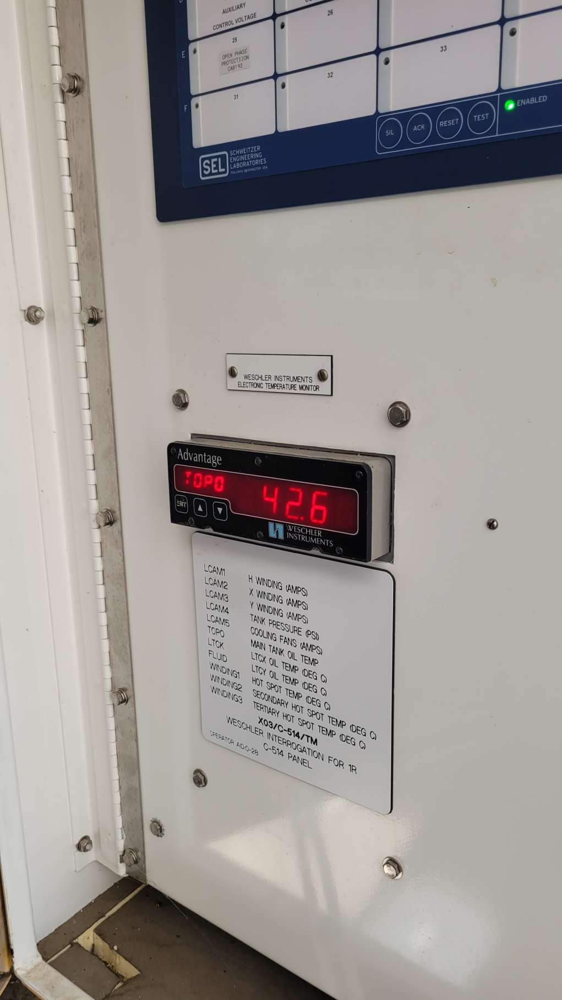 AUXILIARY
CONTROL VOLTAGE
E
25
OPEN PHASE
PROTECTIION
CAB192
26
F
31
32
33
SIL
ACK
RESET
TEST
ENABLED
SEL
SCHWEITZER
ENGINEERING
LABORATORIES
PULLMAN, WASHINGTON USA
WESCHLER INSTRUMENTS
ELECTRONIC TEMPERATURE MONITOR
Advantage
TOPO 42.6
ENT
WESCHLER
INSTRUMENTS
LCAM1 H WINDING (AMPS)
LCAM2 X WINDING (AMPS)
LCAM3 Y WINDING (AMPS)
LCAM4 TANK PRESSURE (PSI)
LCAM5 COOLING FANS (AMPS)
TOPO MAIN TANK OIL TEMP
LTCK LTCX OIL TEMP (DEG C)
FLUID LTCY OIL TEMP (DEG C)
WINDING1 HOT SPOT TEMP (DEG C)
WINDING2 SECONDARY HOT SPOT TEMP (DEG C)
WINDING3 TERTIARY HOT SPOT TEMP (DEG C)
X03/C-514/TM
WESCHLER INTERROGATION FOR 1R
OPERATOR AID:O-28 C-514 PANEL